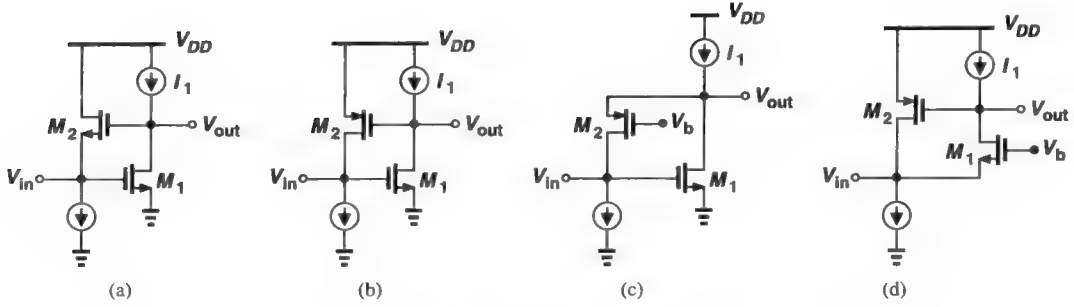 V_DD
I_1
M_2
V_out
V_in
M_1
(a)
V_DD
I_1
M_2
V_out
V_in
M_1
(b)
V_DD
I_1
V_out
M_2
V_b
V_in
M_1
(c)
V_DD
I_1
M_2
V_out
M_1
V_b
V_in
(d)